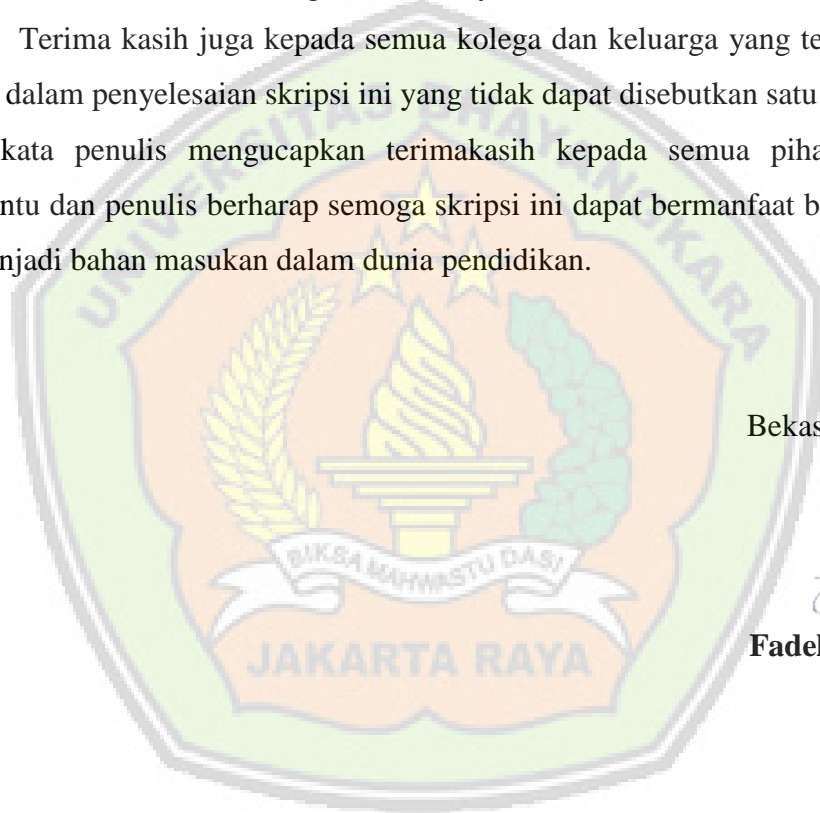 Terima kasih juga kepada semua kolega dan keluarga yang te
dalam penyelesaian skripsi ini yang tidak dapat disebutkan satu
kata penulis mengucapkan terimakasih kepada semua piha
ntu dan penulis berharap semoga skripsi ini dapat bermanfaat b
njadi bahan masukan dalam dunia pendidikan.
UNIVERSITAS BHAYANGKARA
Bekas
BIKSA MAHWASTU DASI
Fadel
JAKARTA RAYA